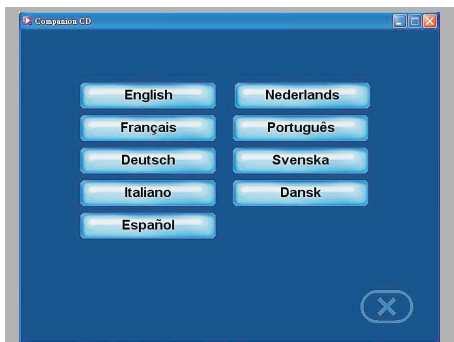 Companion CD
English
Nederlands
Français
Português
Deutsch
Svenska
Italiano
Dansk
Español